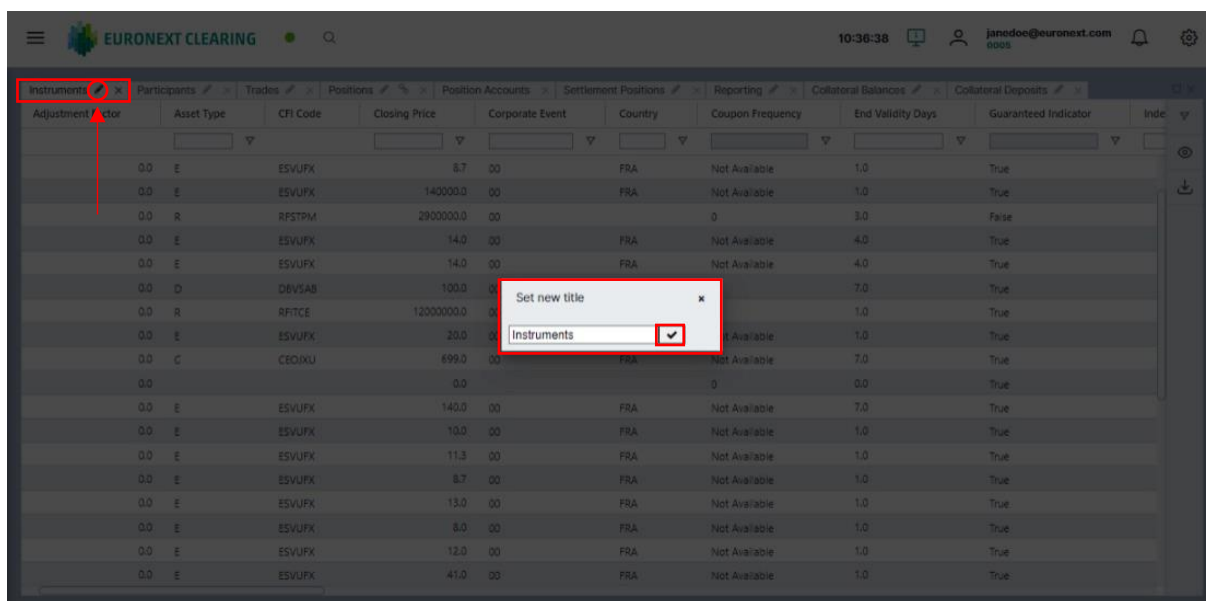 EURONEXT CLEARING 10:36:38 1 janedoe@euronext.com
0005
Instruments Participants Trades Positions Position Accounts Settlement Positions Reporting Collateral Balances Collateral Deposits
Adjustment Factor Asset Type CFI Code Closing Price Corporate Event Country Coupon Frequency End Validity Days Guaranteed Indicator Inde
0.0 E ESVUFX 8.7 00 FRA Not Available 1.0 True
0.0 E ESVUFX 140000.0 00 FRA Not Available 1.0 True
0.0 R RFSTPM 2900000.0 00 0 3.0 False
0.0 E ESVUFX 14.0 00 FRA Not Available 4.0 True
0.0 E ESVUFX 14.0 00 FRA Not Available 4.0 True
0.0 D DBVSAB 100.0 7.0 True
Set new title ×
0.0 R RFITCE 12000000.0 1.0 True
0.0 E ESVUFX 20.0 Available 1.0 True
Instruments
0.0 C CEOJXU 699.0 00 FRA Not Available 7.0 True
0.0 0.0 0 0.0 True
0.0 E ESVUFX 140.0 00 FRA Not Available 7.0 True
0.0 E ESVUFX 10.0 00 FRA Not Available 1.0 True
0.0 E ESVUFX 11.3 00 FRA Not Available 1.0 True
0.0 E ESVUFX 8.7 00 FRA Not Available 1.0 True
0.0 E ESVUFX 13.0 00 FRA Not Available 1.0 True
0.0 E ESVUFX 8.0 00 FRA Not Available 1.0 True
0.0 E ESVUFX 12.0 00 FRA Not Available 1.0 True
0.0 E ESVUFX 41.0 00 FRA Not Available 1.0 True